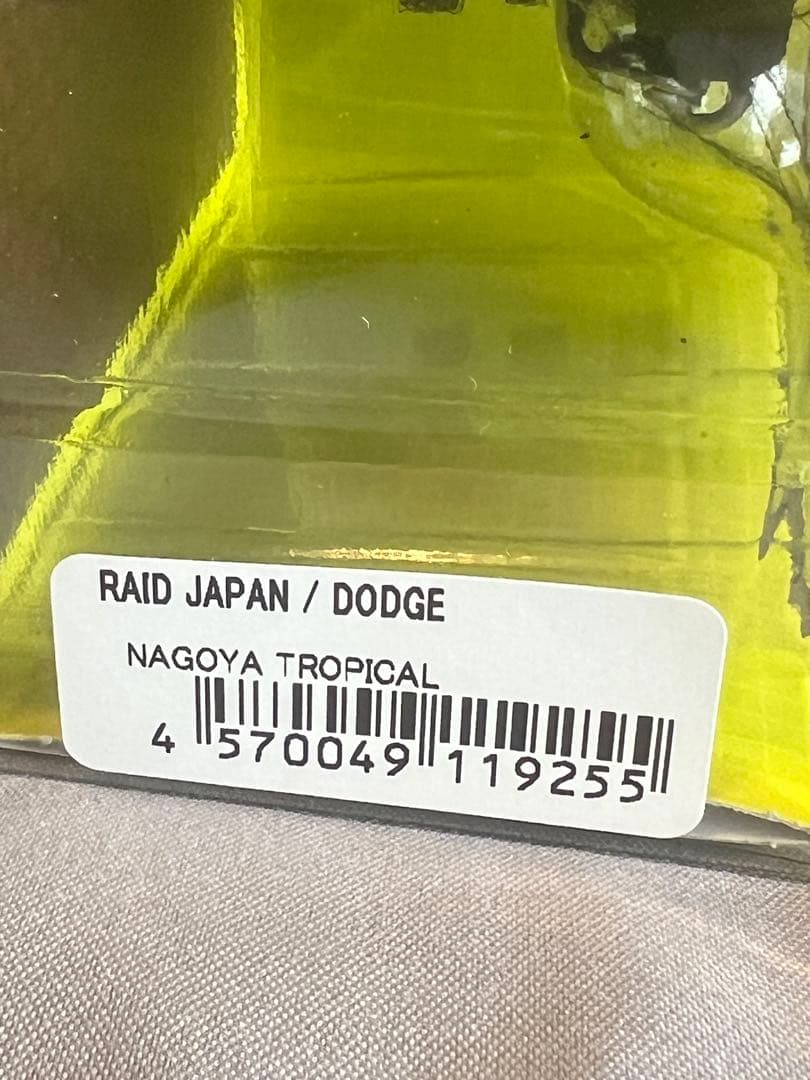 RAID JAPAN / DODGE
NAGOYA TROPICAL
4 570049 119255